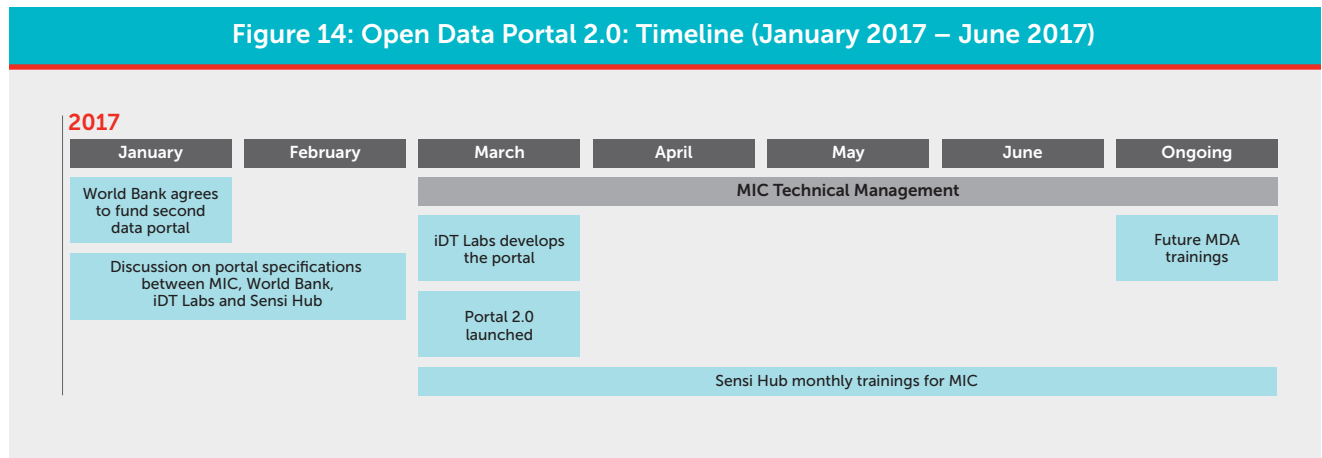 Figure 14: Open Data Portal 2.0: Timeline (January 2017 – June 2017)
2017
January
February
March
April
May
June
Ongoing
World Bank agrees
to fund second
data portal
MIC Technical Management
iDT Labs develops
the portal
Future MDA
trainings
Discussion on portal specifications
between MIC, World Bank,
iDT Labs and Sensi Hub
Portal 2.0
launched
Sensi Hub monthly trainings for MIC